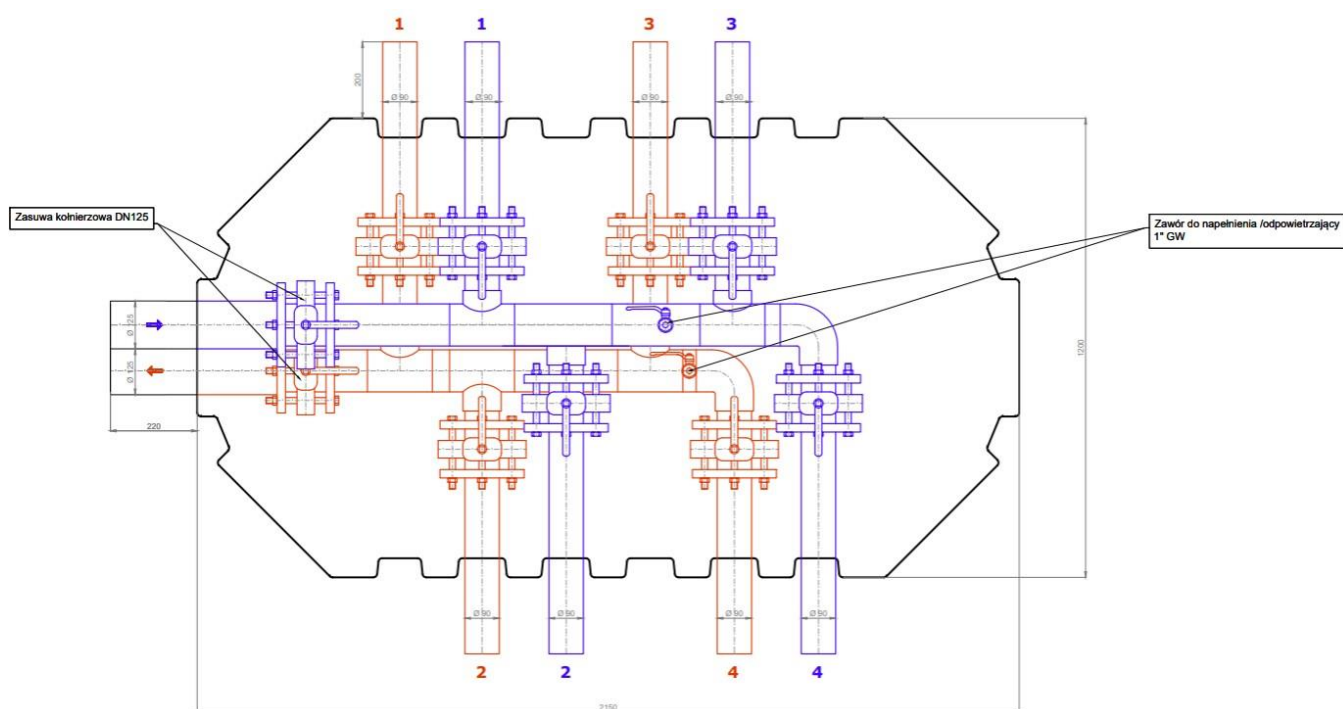 1 1 3 3
200
Ø 90 Ø 90 Ø 90 Ø 90
Zasuwa kołnierzowa DN125
Zawór do napełnienia /odpowietrzający
1" GW
Ø 125
Ø 125
1200
220
Ø 90 Ø 90 Ø 90 Ø 90
2 2 4 4
2150